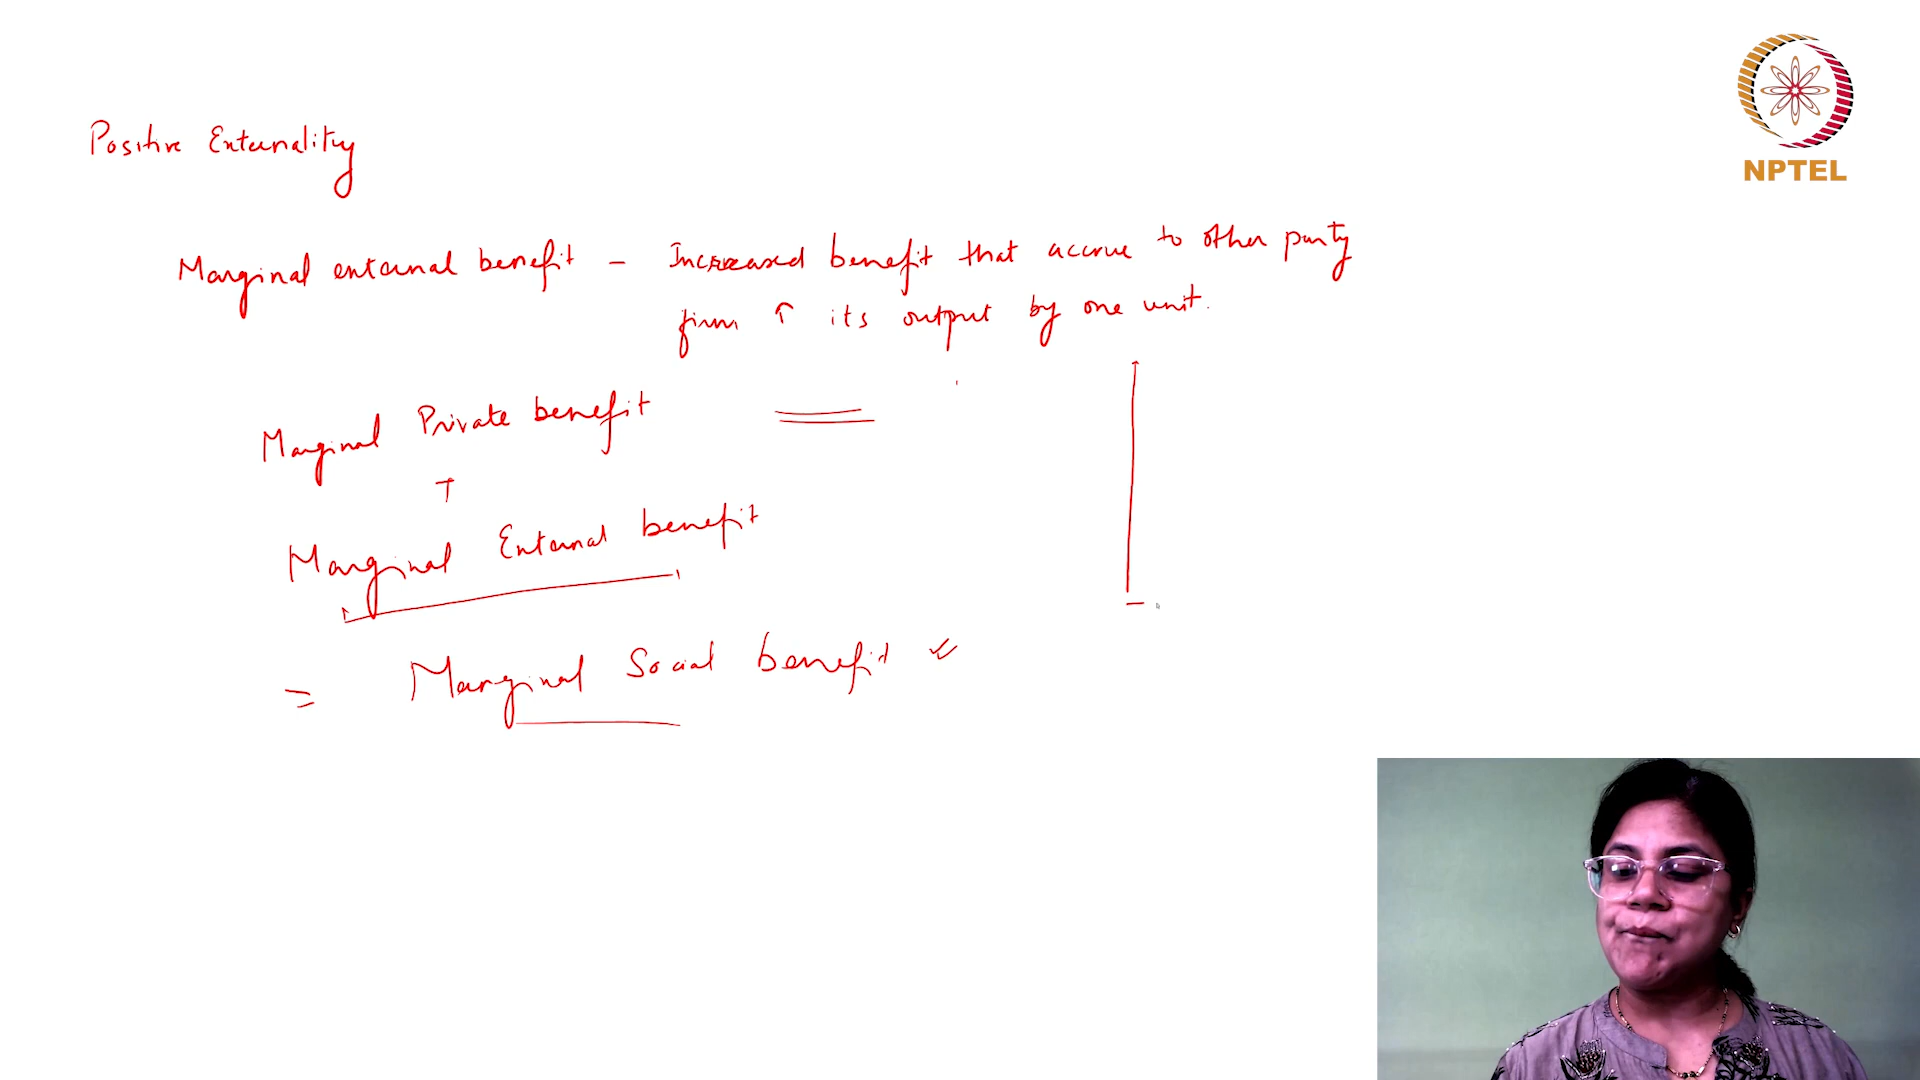 NPTEL
Positive Externality
Marginal external benefit - Increased benefit that accrue to other party
firm ↑ its output by one unit.
Marginal Private benefit
+
Marginal External benefit
= Marginal Social benefit